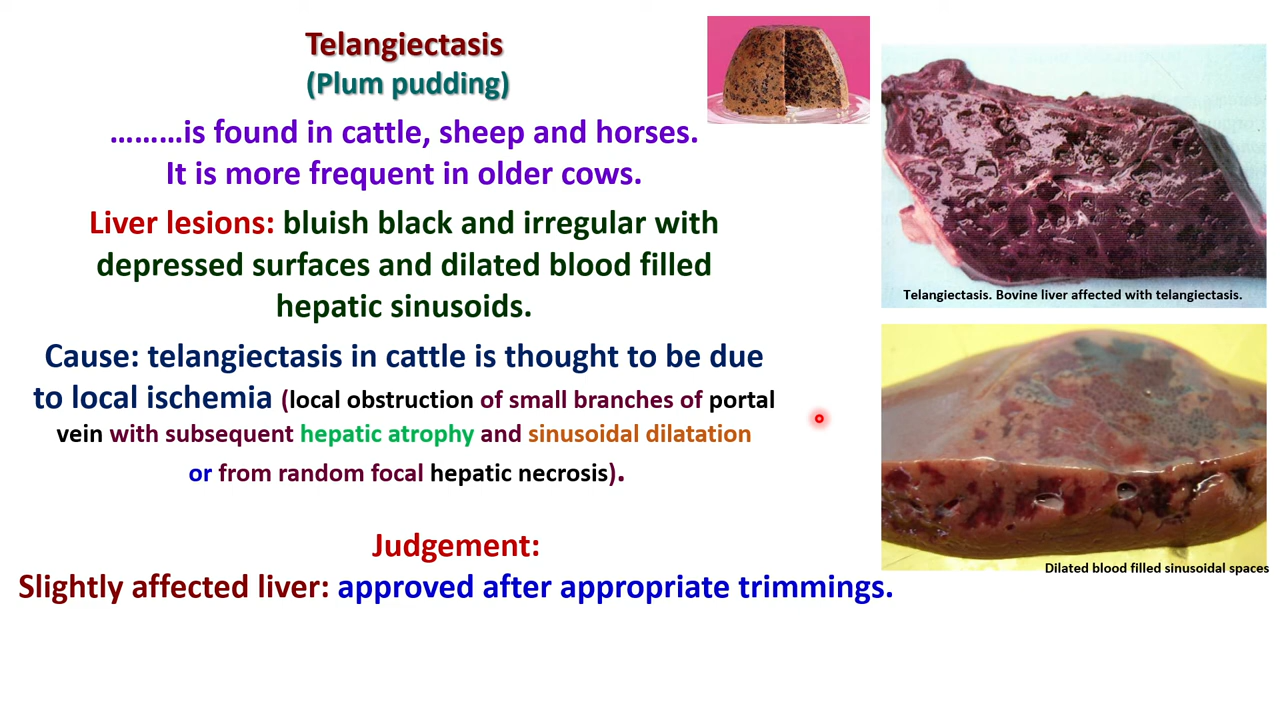 Telangiectasis
(Plum pudding)
………is found in cattle, sheep and horses.
It is more frequent in older cows.
Liver lesions: bluish black and irregular with
depressed surfaces and dilated blood filled
hepatic sinusoids.
Cause: telangiectasis in cattle is thought to be due
to local ischemia (local obstruction of small branches of portal
vein with subsequent hepatic atrophy and sinusoidal dilatation
or from random focal hepatic necrosis).
Judgement:
Slightly affected liver: approved after appropriate trimmings.
Telangiectasis. Bovine liver affected with telangiectasis.
Dilated blood filled sinusoidal spaces